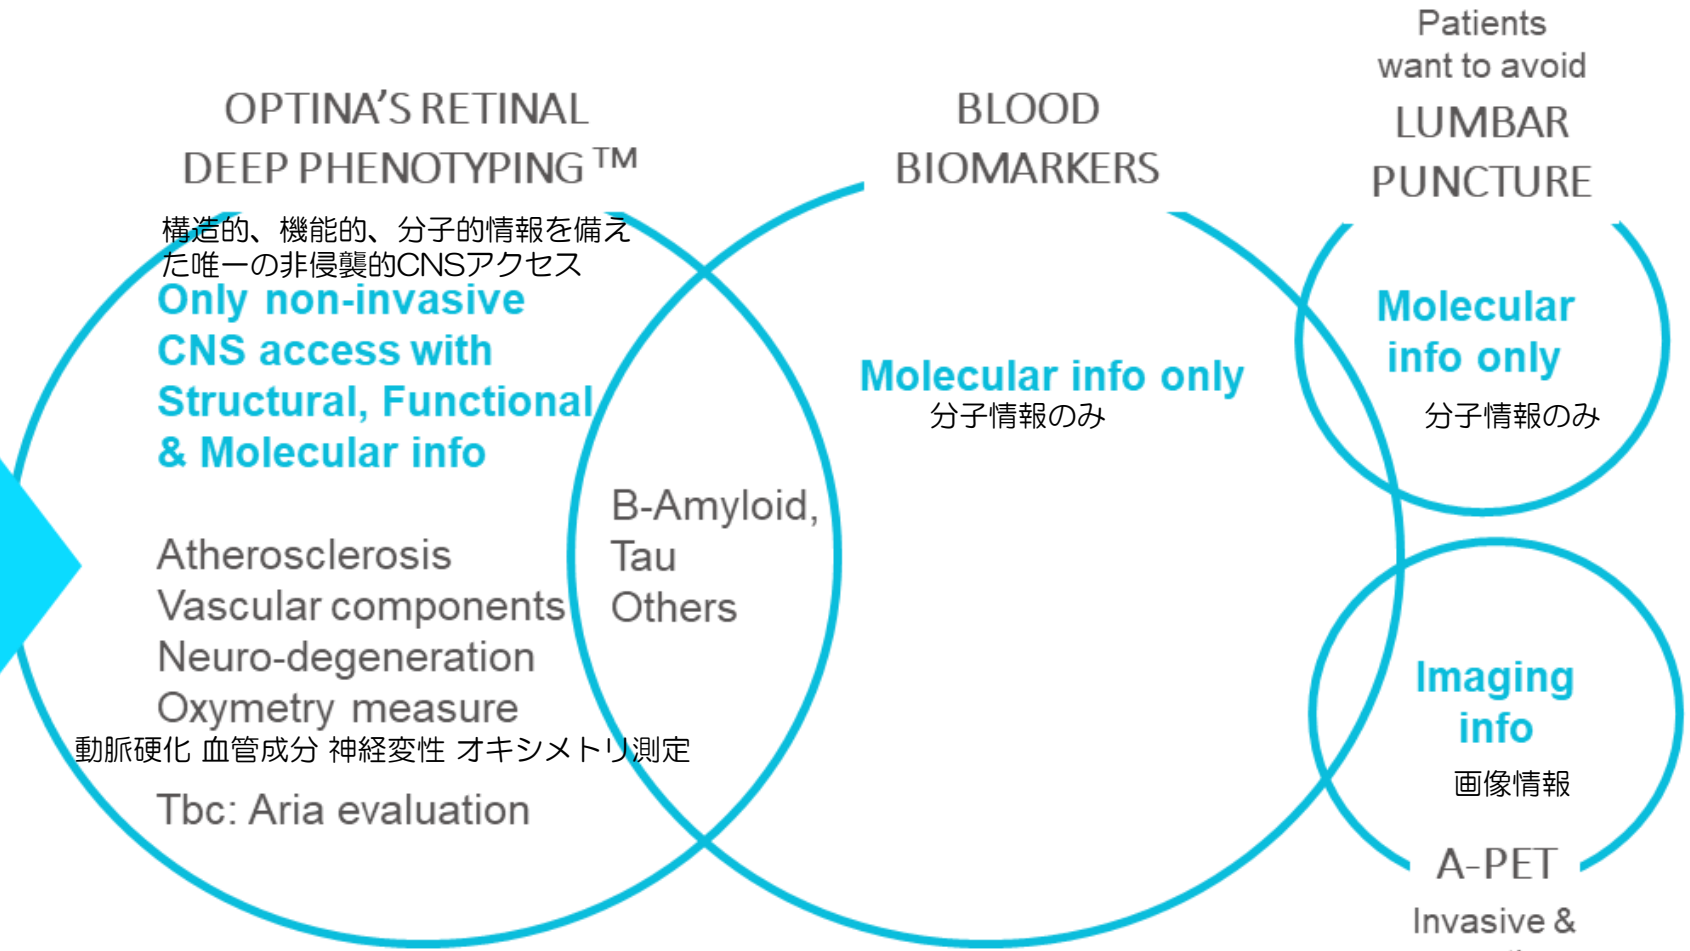 OPTINA'S RETINAL
DEEP PHENOTYPING™
構造的、機能的、分子的情報を備え
た唯一の非侵襲的CNSアクセス
Only non-invasive
CNS access with
Structural, Functional
& Molecular info
Atherosclerosis
Vascular components
Neuro-degeneration
Oxymetry measure
動脈硬化 血管成分 神経変性 オキシメトリ測定
Tbc: Aria evaluation
B-Amyloid,
Tau
Others
BLOOD
BIOMARKERS
Molecular info only
分子情報のみ
Patients
want to avoid
LUMBAR
PUNCTURE
Molecular
info only
分子情報のみ
Imaging
info
画像情報
A-PET
Invasive &